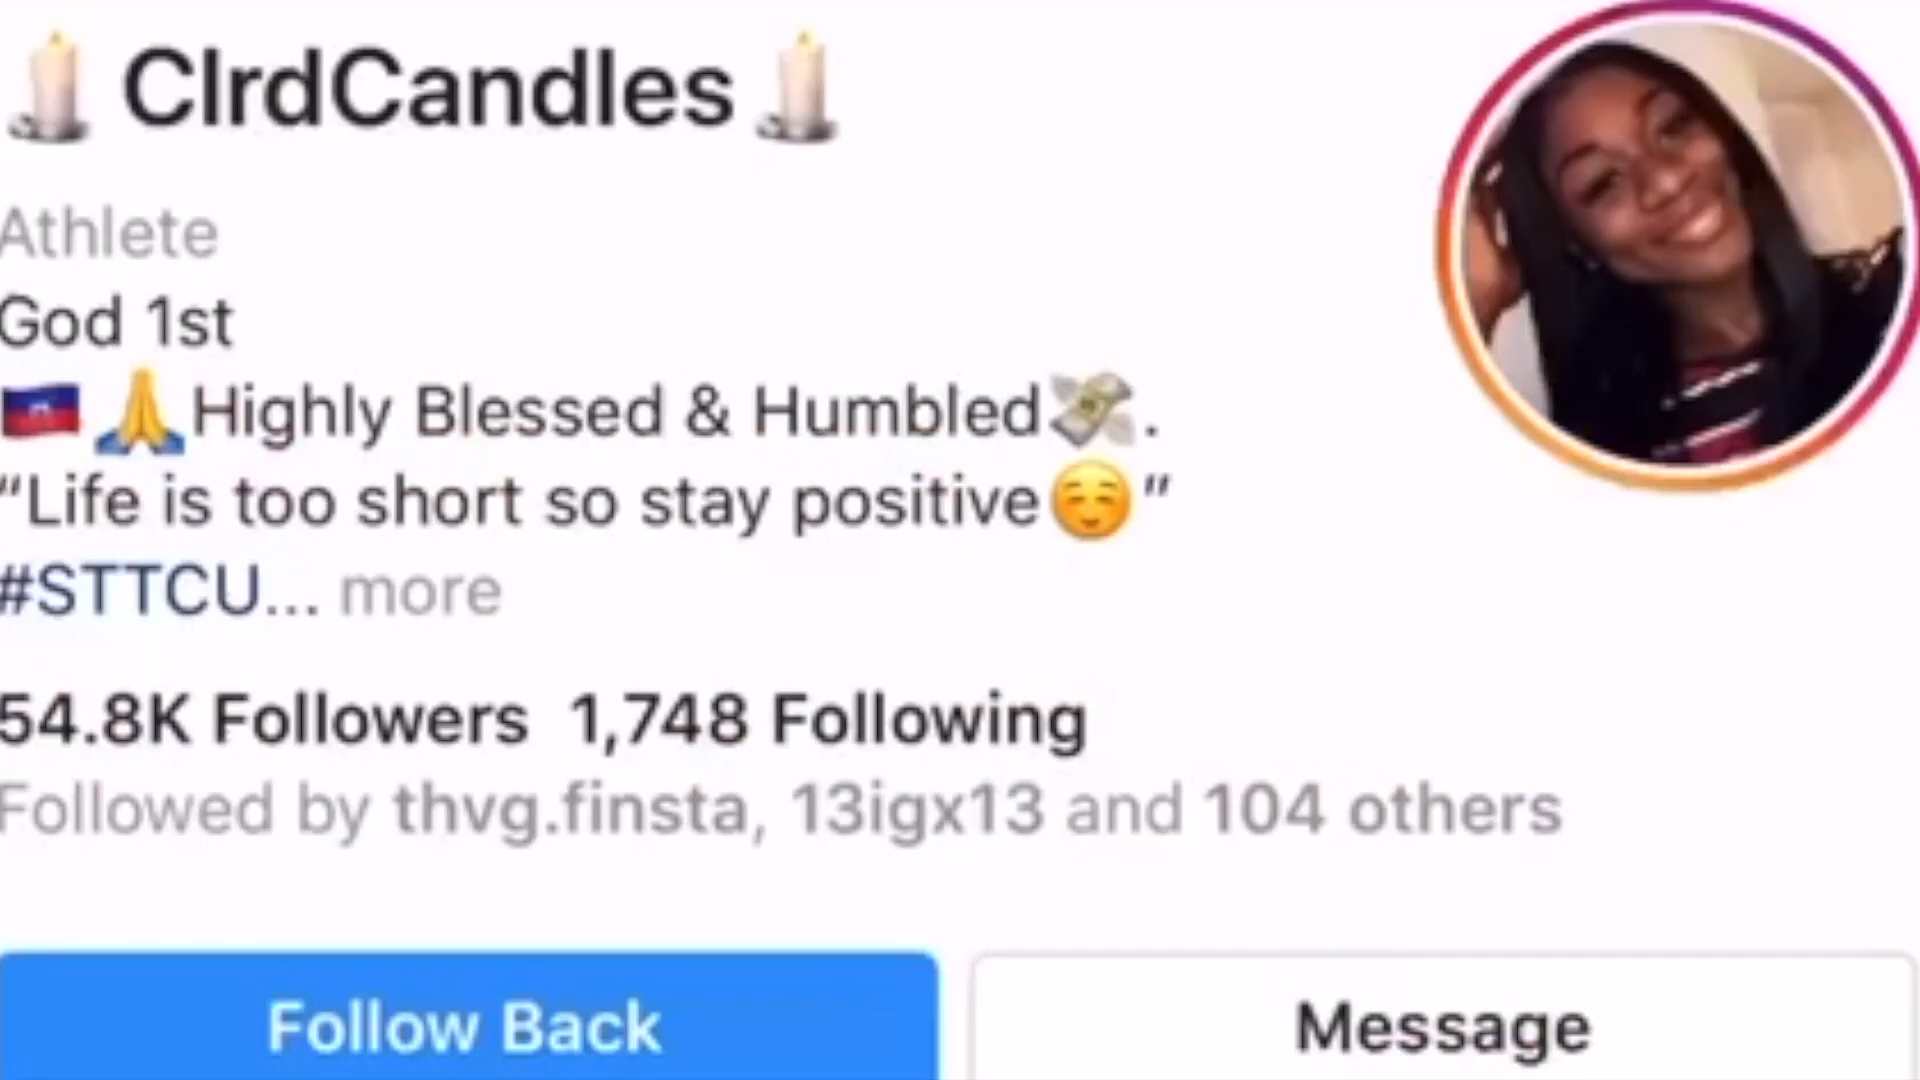 🕯️ ClrdCandles 🕯️
Athlete
God 1st
🇭🇹🙏Highly Blessed & Humbled💸.
“Life is too short so stay positive☺️”
#STTCU... more
54.8K Followers 1,748 Following
Followed by thvg.finsta, 13igx13 and 104 others
Follow Back
Message